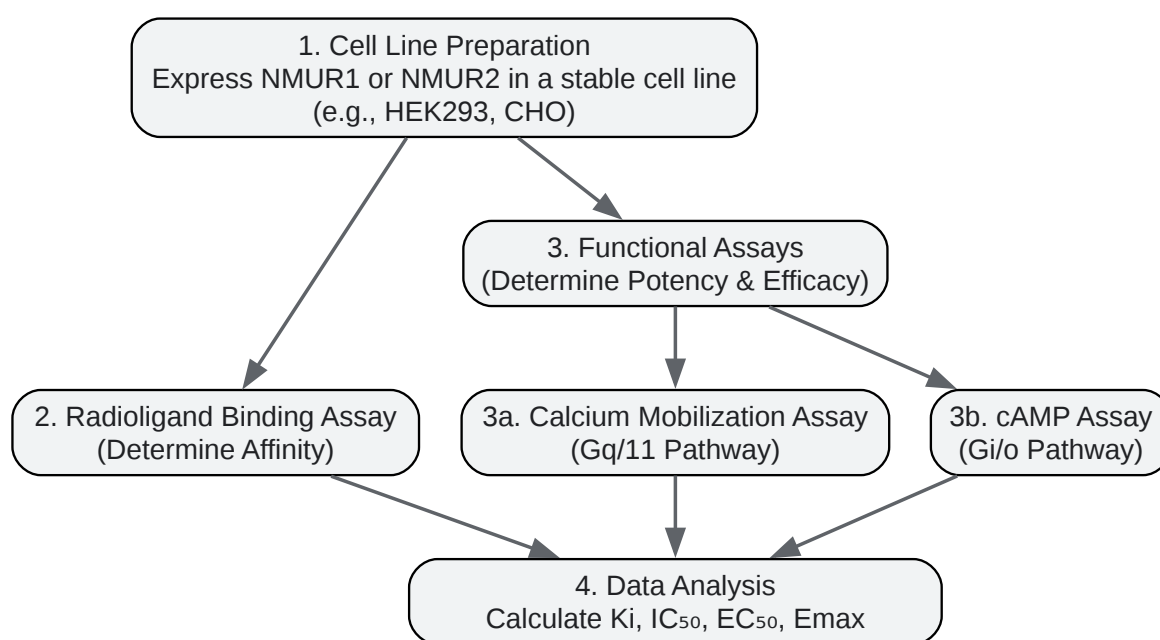 1. Cell Line Preparation
Express NMUR1 or NMUR2 in a stable cell line
(e.g., HEK293, CHO)
3. Functional Assays
(Determine Potency & Efficacy)
2. Radioligand Binding Assay
(Determine Affinity)
3a. Calcium Mobilization Assay
(Gq/11 Pathway)
3b. cAMP Assay
(Gi/o Pathway)
4. Data Analysis
Calculate Ki, IC₅₀, EC₅₀, Emax